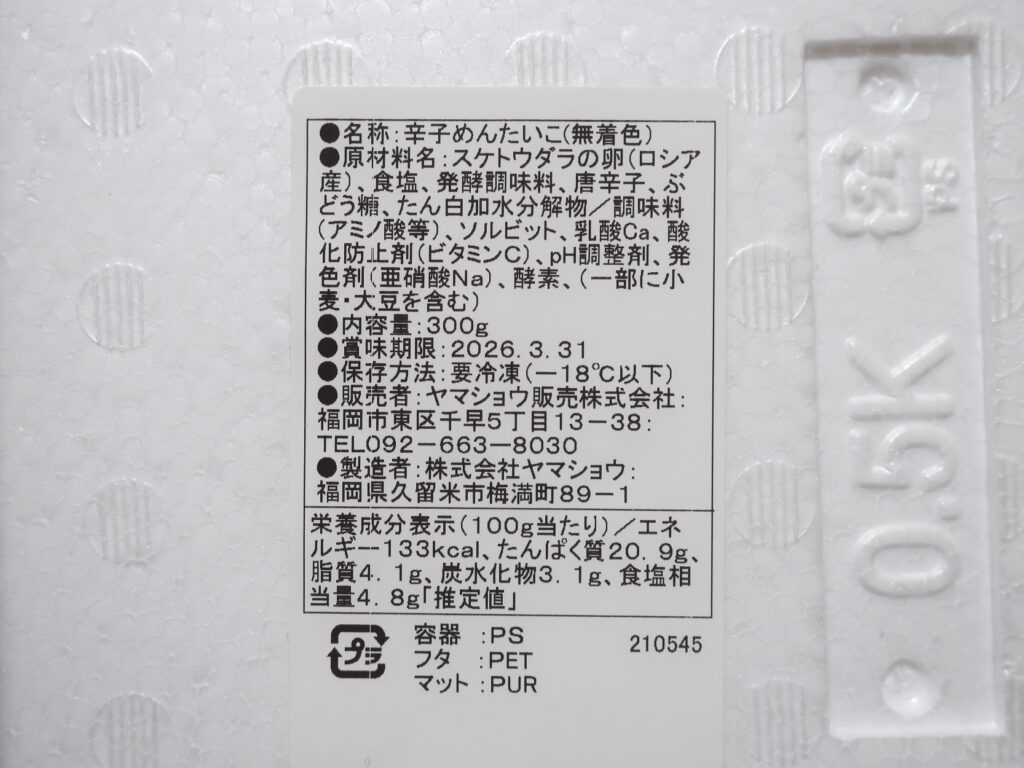 ●名称:辛子めんたいこ(無着色)
●原材料名:スケトウダラの卵(ロシア
産)、食塩、発酵調味料、唐辛子、ぶ
どう糖、たん白加水分解物/調味料
(アミノ酸等)、ソルビット、乳酸Ca、酸
化防止剤(ビタミンC)、pH調整剤、発
色剤(亜硝酸Na)、酵素、(一部に小
麦・大豆を含む)
●内容量:300g
●賞味期限:2026.3.31
●保存方法:要冷凍(-18℃以下)
●販売者:ヤマショウ販売株式会社:
福岡市東区千早5丁目13-38:
TEL092-663-8030
●製造者:株式会社ヤマショウ:
福岡県久留米市梅満町89-1
栄養成分表示(100g当たり)/エネ
ルギー133kcal、たんぱく質20.9g、
脂質4.1g、炭水化物3.1g、食塩相
当量4.8g「推定値」
プラ
容器 :PS
フタ :PET
マット :PUR
210545
プラ
PS
0.5K